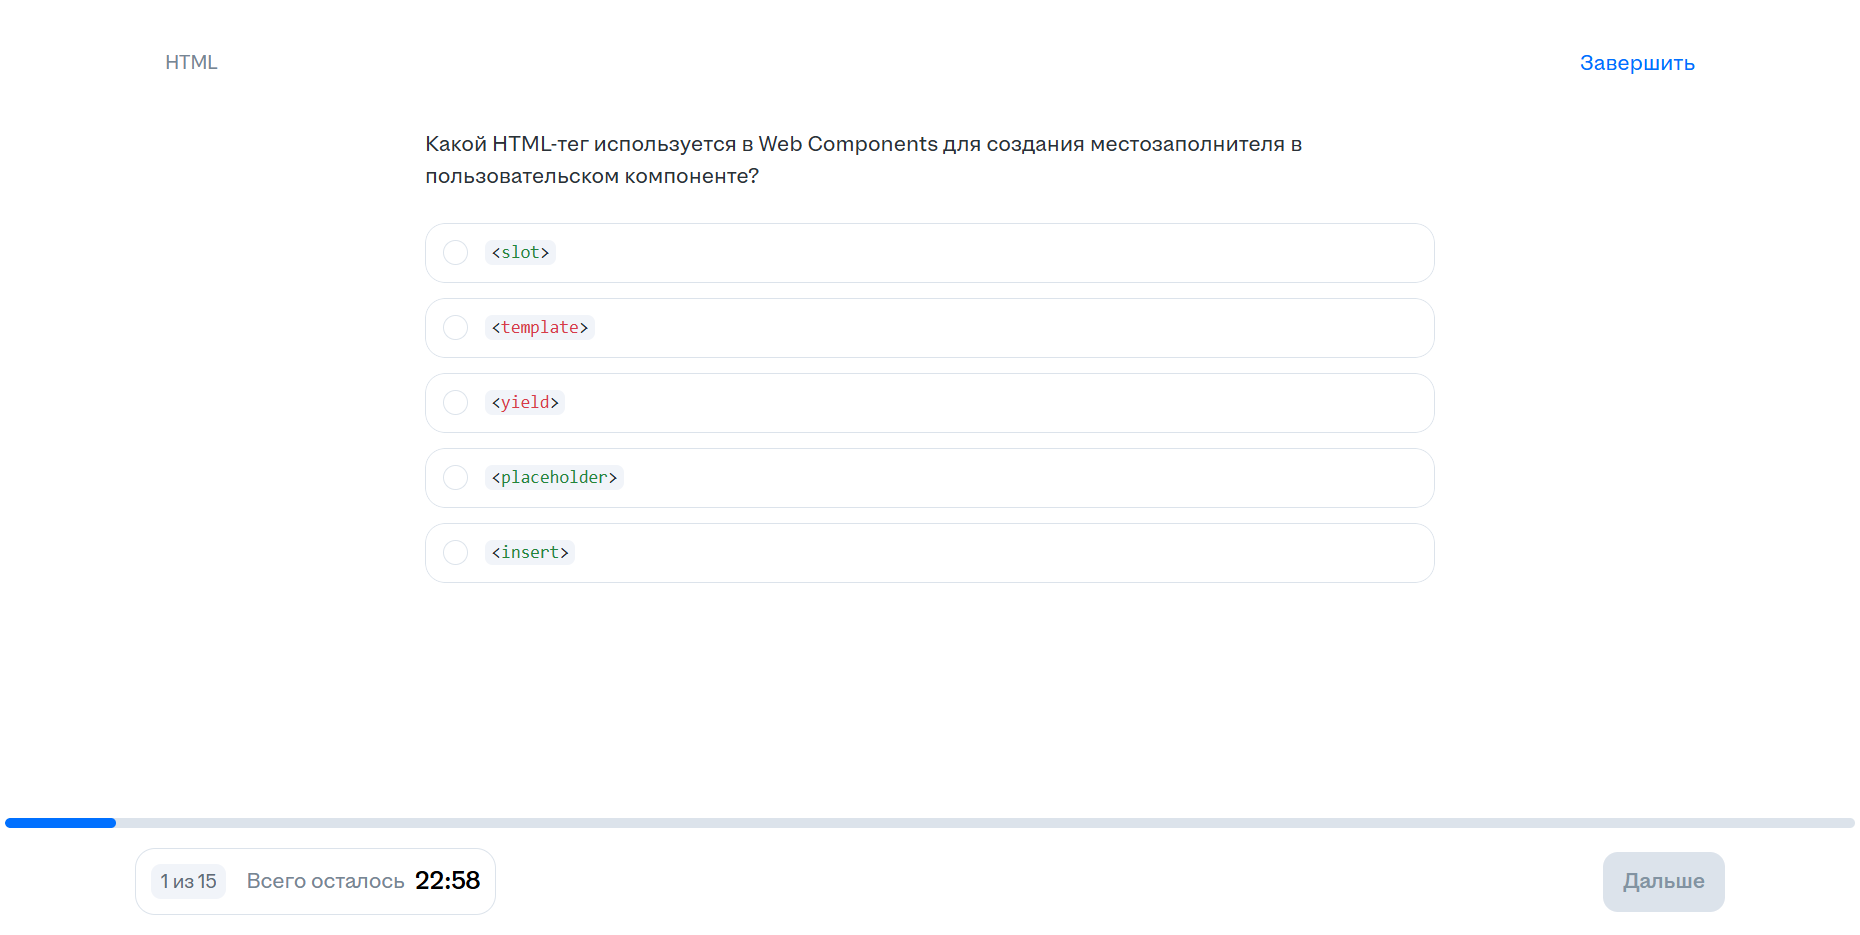 HTML
Завершить
Какой HTML-тег используется в Web Components для создания местозаполнителя в
пользовательском компоненте?
<slot>
<template>
<yield>
<placeholder>
<insert>
1 из 15
Всего осталось 22:58
Дальше